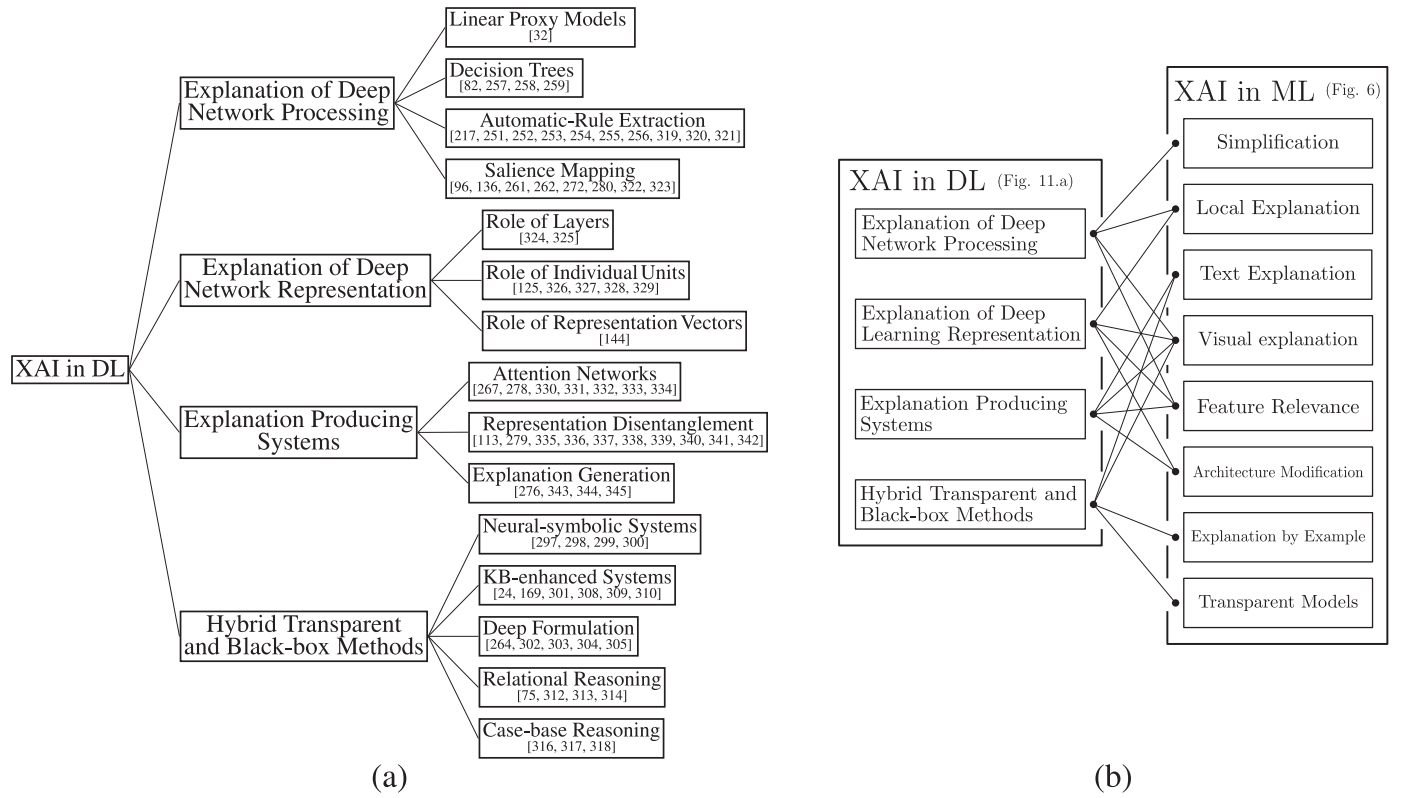 Linear Proxy Models
[32]
Decision Trees
[82, 257, 258, 259]
Explanation of Deep
Network Processing
Automatic-Rule Extraction
[217, 251, 252, 253, 254, 255, 256, 319, 320, 321]
Salience Mapping
[96, 136, 261, 262, 272, 280, 322, 323]
Role of Layers
[324, 325]
Explanation of Deep
Network Representation
Role of Individual Units
[125, 326, 327, 328, 329]
Role of Representation Vectors
[144]
XAI in DL
Attention Networks
[267, 278, 330, 331, 332, 333, 334]
Explanation Producing
Systems
Representation Disentanglement
[113, 279, 335, 336, 337, 338, 339, 340, 341, 342]
Explanation Generation
[276, 343, 344, 345]
Neural-symbolic Systems
[297, 298, 299, 300]
KB-enhanced Systems
[24, 169, 301, 308, 309, 310]
Hybrid Transparent
and Black-box Methods
Deep Formulation
[264, 302, 303, 304, 305]
Relational Reasoning
[75, 312, 313, 314]
Case-base Reasoning
[316, 317, 318]
(a)
XAI in DL (Fig. 11.a)
Explanation of Deep
Network Processing
Explanation of Deep
Learning Representation
Explanation Producing
Systems
Hybrid Transparent and
Black-box Methods
XAI in ML (Fig. 6)
Simplification
Local Explanation
Text Explanation
Visual explanation
Feature Relevance
Architecture Modification
Explanation by Example
Transparent Models
(b)